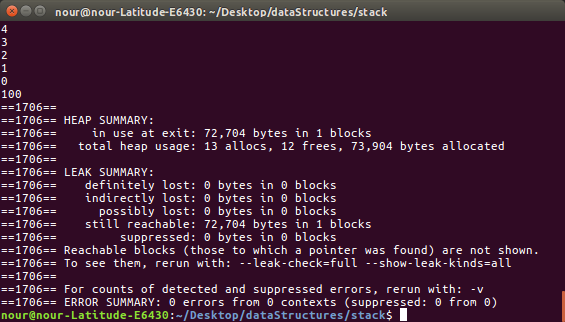 nour@nour-Latitude-E6430: ~/Desktop/dataStructures/stack
4
3
2
1
0
100
==1706==
==1706== HEAP SUMMARY:
==1706==     in use at exit: 72,704 bytes in 1 blocks
==1706==   total heap usage: 13 allocs, 12 frees, 73,904 bytes allocated
==1706==
==1706== LEAK SUMMARY:
==1706==    definitely lost: 0 bytes in 0 blocks
==1706==    indirectly lost: 0 bytes in 0 blocks
==1706==      possibly lost: 0 bytes in 0 blocks
==1706==    still reachable: 72,704 bytes in 1 blocks
==1706==         suppressed: 0 bytes in 0 blocks
==1706== Reachable blocks (those to which a pointer was found) are not shown.
==1706== To see them, rerun with: --leak-check=full --show-leak-kinds=all
==1706==
==1706== For counts of detected and suppressed errors, rerun with: -v
==1706== ERROR SUMMARY: 0 errors from 0 contexts (suppressed: 0 from 0)
nour@nour-Latitude-E6430:~/Desktop/dataStructures/stack$